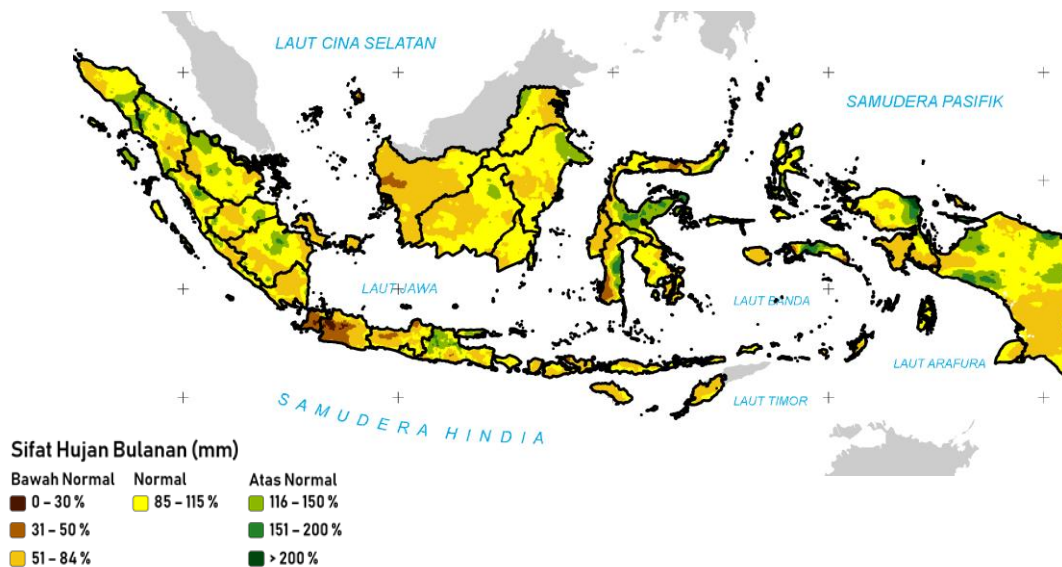 LAUT CINA SELATAN
SAMUDERA PASIFIK
LAUT JAWA
LAUT BANDA
LAUT ARAFURA
LAUT TIMOR
SAMUDERA HINDIA
Sifat Hujan Bulanan (mm)
Bawah Normal Normal Atas Normal
0 – 30 % 85 – 115 % 116 – 150 %
31 – 50 % 151 – 200 %
51 – 84 % > 200 %